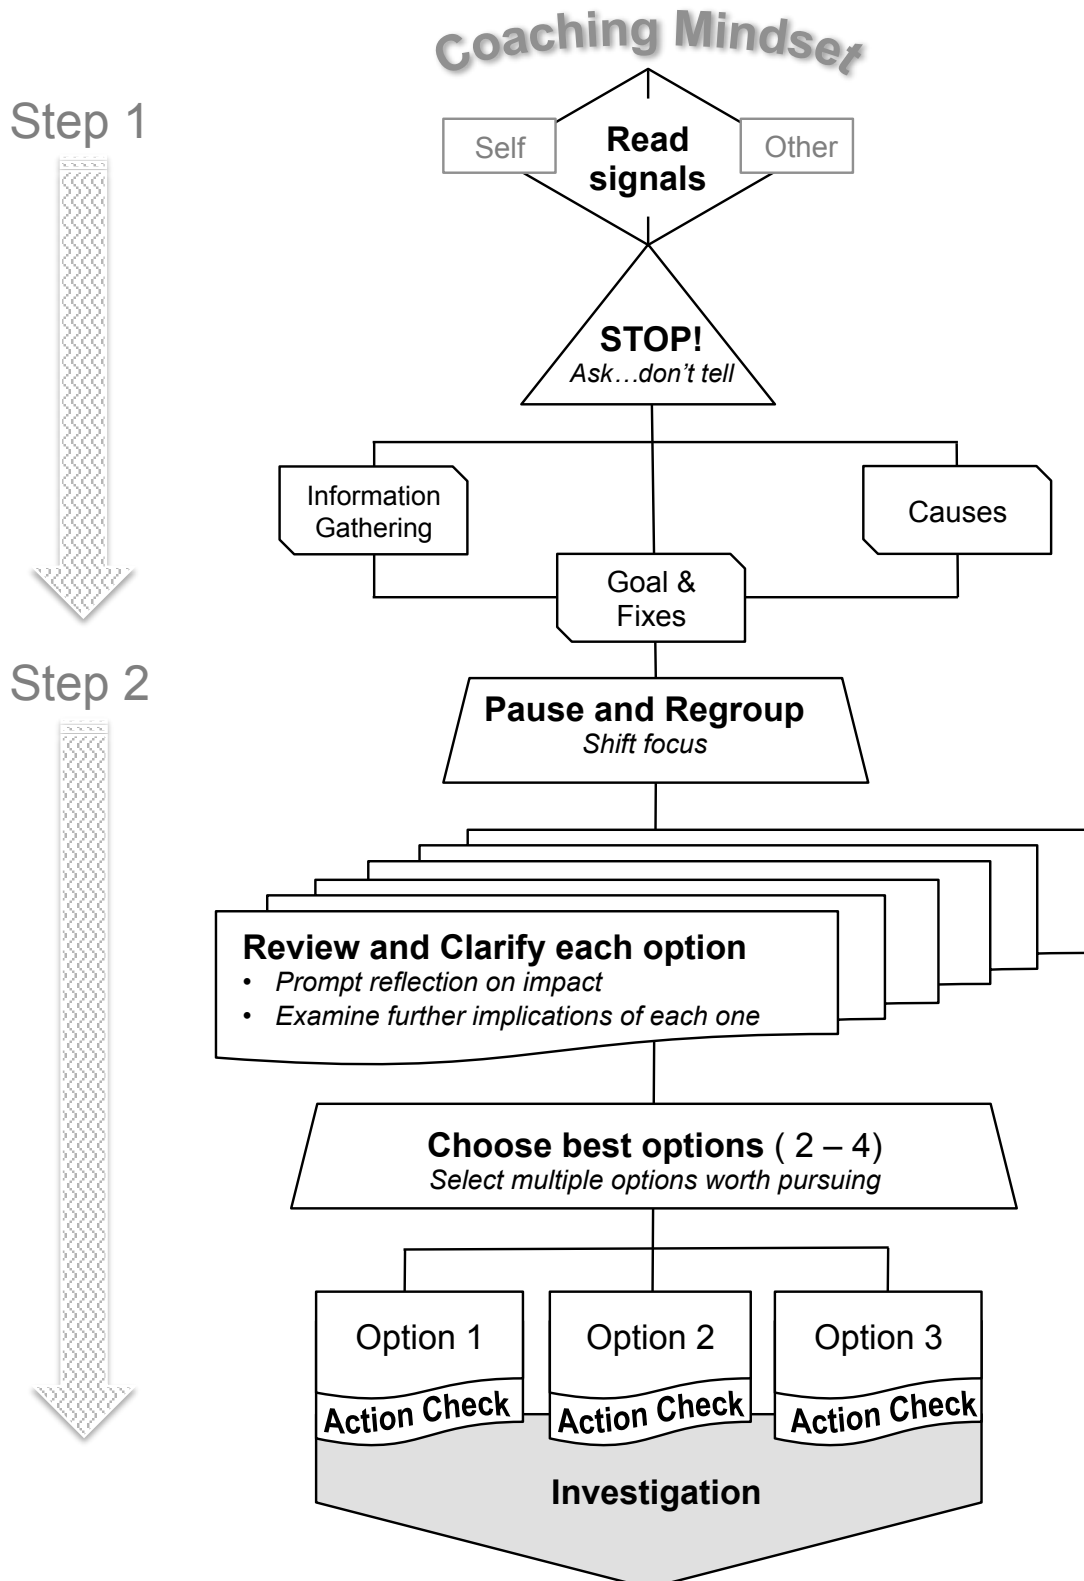 Coaching Mindset
Step 1
Self
Read
signals
Other
STOP!
Ask…don’t tell
Information
Gathering
Causes
Goal &
Fixes
Step 2
Pause and Regroup
Shift focus
Review and Clarify each option
• Prompt reflection on impact
• Examine further implications of each one
Choose best options ( 2 – 4)
Select multiple options worth pursuing
Option 1
Option 2
Option 3
Action Check
Action Check
Action Check
Investigation